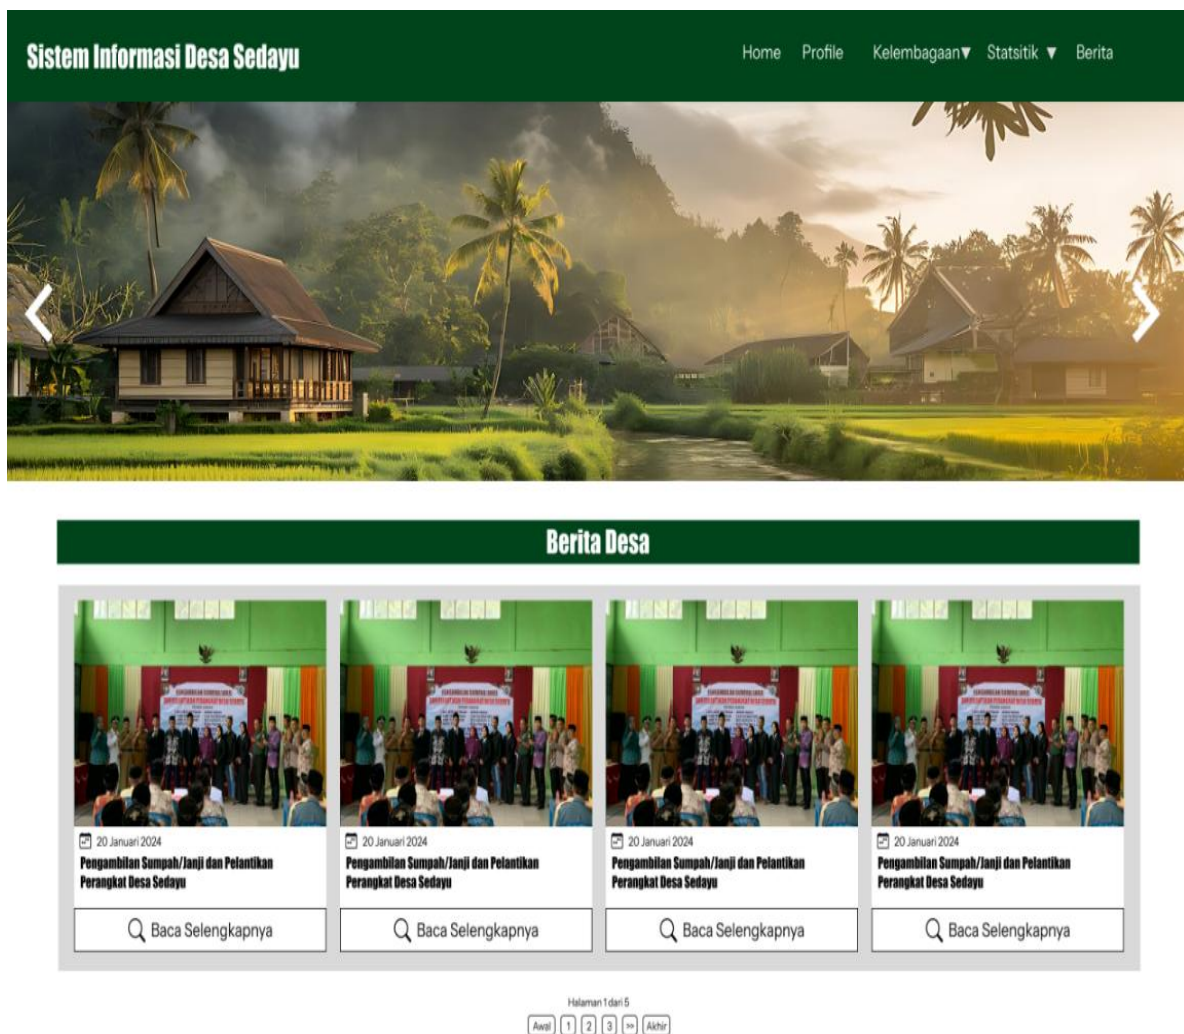 Sistem Informasi Desa Sedayu
Home Profile Kelembagaan▼ Statsitik ▼ Berita
Berita Desa
20 Januari 2024
Pengambilan Sumpah/Janji dan Pelantikan
Perangkat Desa Sedayu
Baca Selengkapnya
20 Januari 2024
Pengambilan Sumpah/Janji dan Pelantikan
Perangkat Desa Sedayu
Baca Selengkapnya
20 Januari 2024
Pengambilan Sumpah/Janji dan Pelantikan
Perangkat Desa Sedayu
Baca Selengkapnya
20 Januari 2024
Pengambilan Sumpah/Janji dan Pelantikan
Perangkat Desa Sedayu
Baca Selengkapnya
Halaman 1 dari 5
Awal 1 2 3 >> Akhir